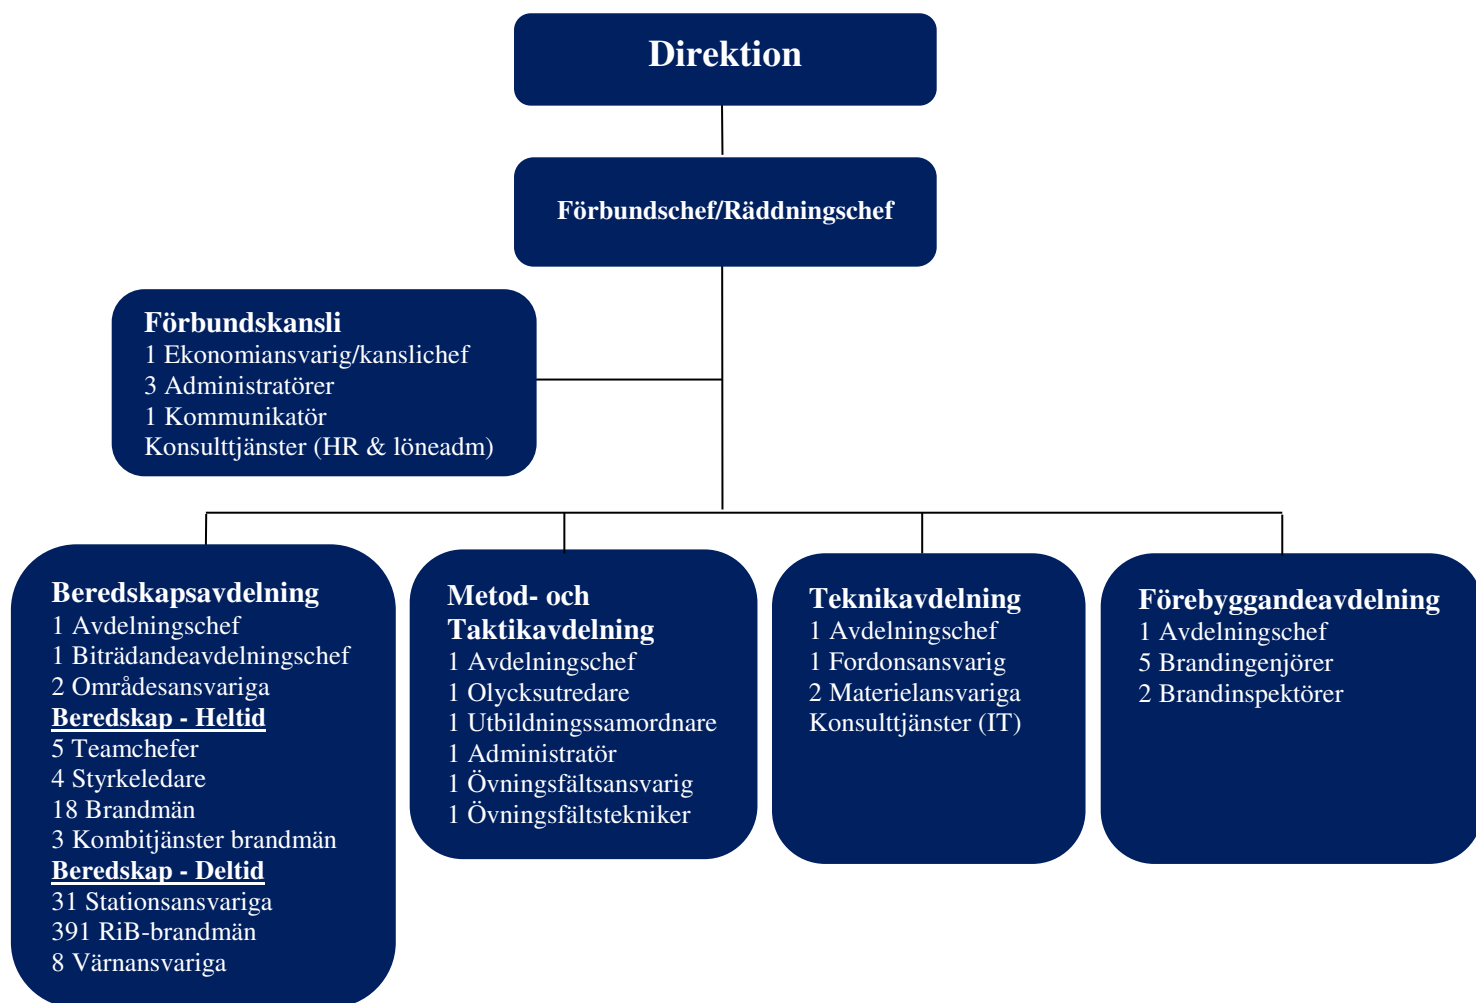 Direktion
Förbundschef/Räddningschef
Förbundskansli
1 Ekonomiansvarig/kanslichef
3 Administratörer
1 Kommunikatör
Konsulttjänster (HR & löneadm)
Beredskapsavdelning
1 Avdelningschef
1 Biträdandeavdelningschef
2 Områdesansvariga
Beredskap - Heltid
5 Teamchefer
4 Styrkeledare
18 Brandmän
3 Kombitjänster brandmän
Beredskap - Deltid
31 Stationsansvariga
391 RiB-brandmän
8 Värnansvariga
Metod- och
Taktikavdelning
1 Avdelningschef
1 Olycksutredare
1 Utbildningssamordnare
1 Administratör
1 Övningsfältsansvarig
1 Övningsfältstekniker
Teknikavdelning
1 Avdelningschef
1 Fordonsansvarig
2 Materielansvariga
Konsulttjänster (IT)
Förebyggandeavdelning
1 Avdelningschef
5 Brandingenjörer
2 Brandinspektörer